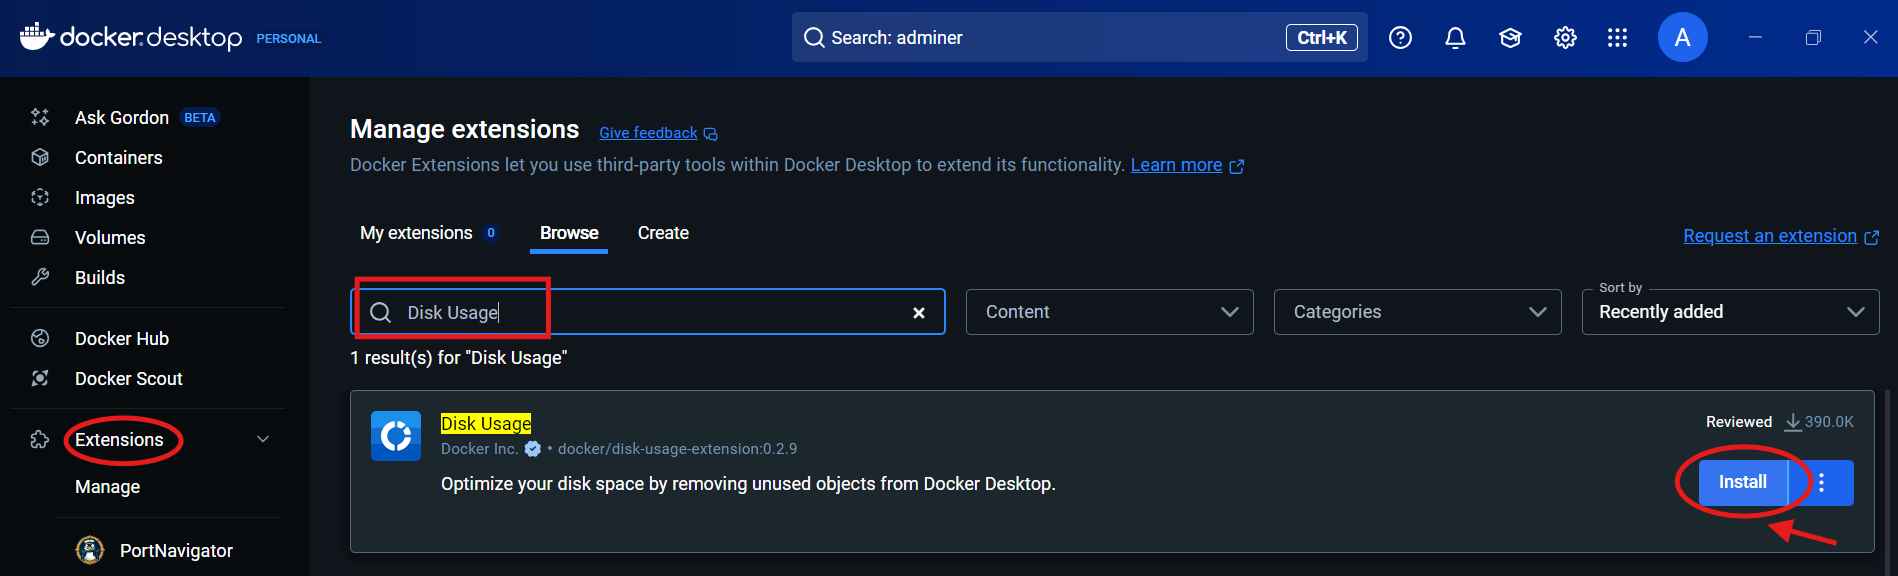 docker.desktop PERSONAL
Search: adminer Ctrl+K
A
Ask Gordon BETA
Containers
Images
Volumes
Builds
Docker Hub
Docker Scout
Extensions
Manage
PortNavigator
Manage extensions Give feedback
Docker Extensions let you use third-party tools within Docker Desktop to extend its functionality. Learn more
My extensions 0 Browse Create
Request an extension
Disk Usage
Content
Categories
Sort by
Recently added
1 result(s) for "Disk Usage"
Disk Usage
Reviewed 390.0K
Docker Inc. • docker/disk-usage-extension:0.2.9
Optimize your disk space by removing unused objects from Docker Desktop.
Install